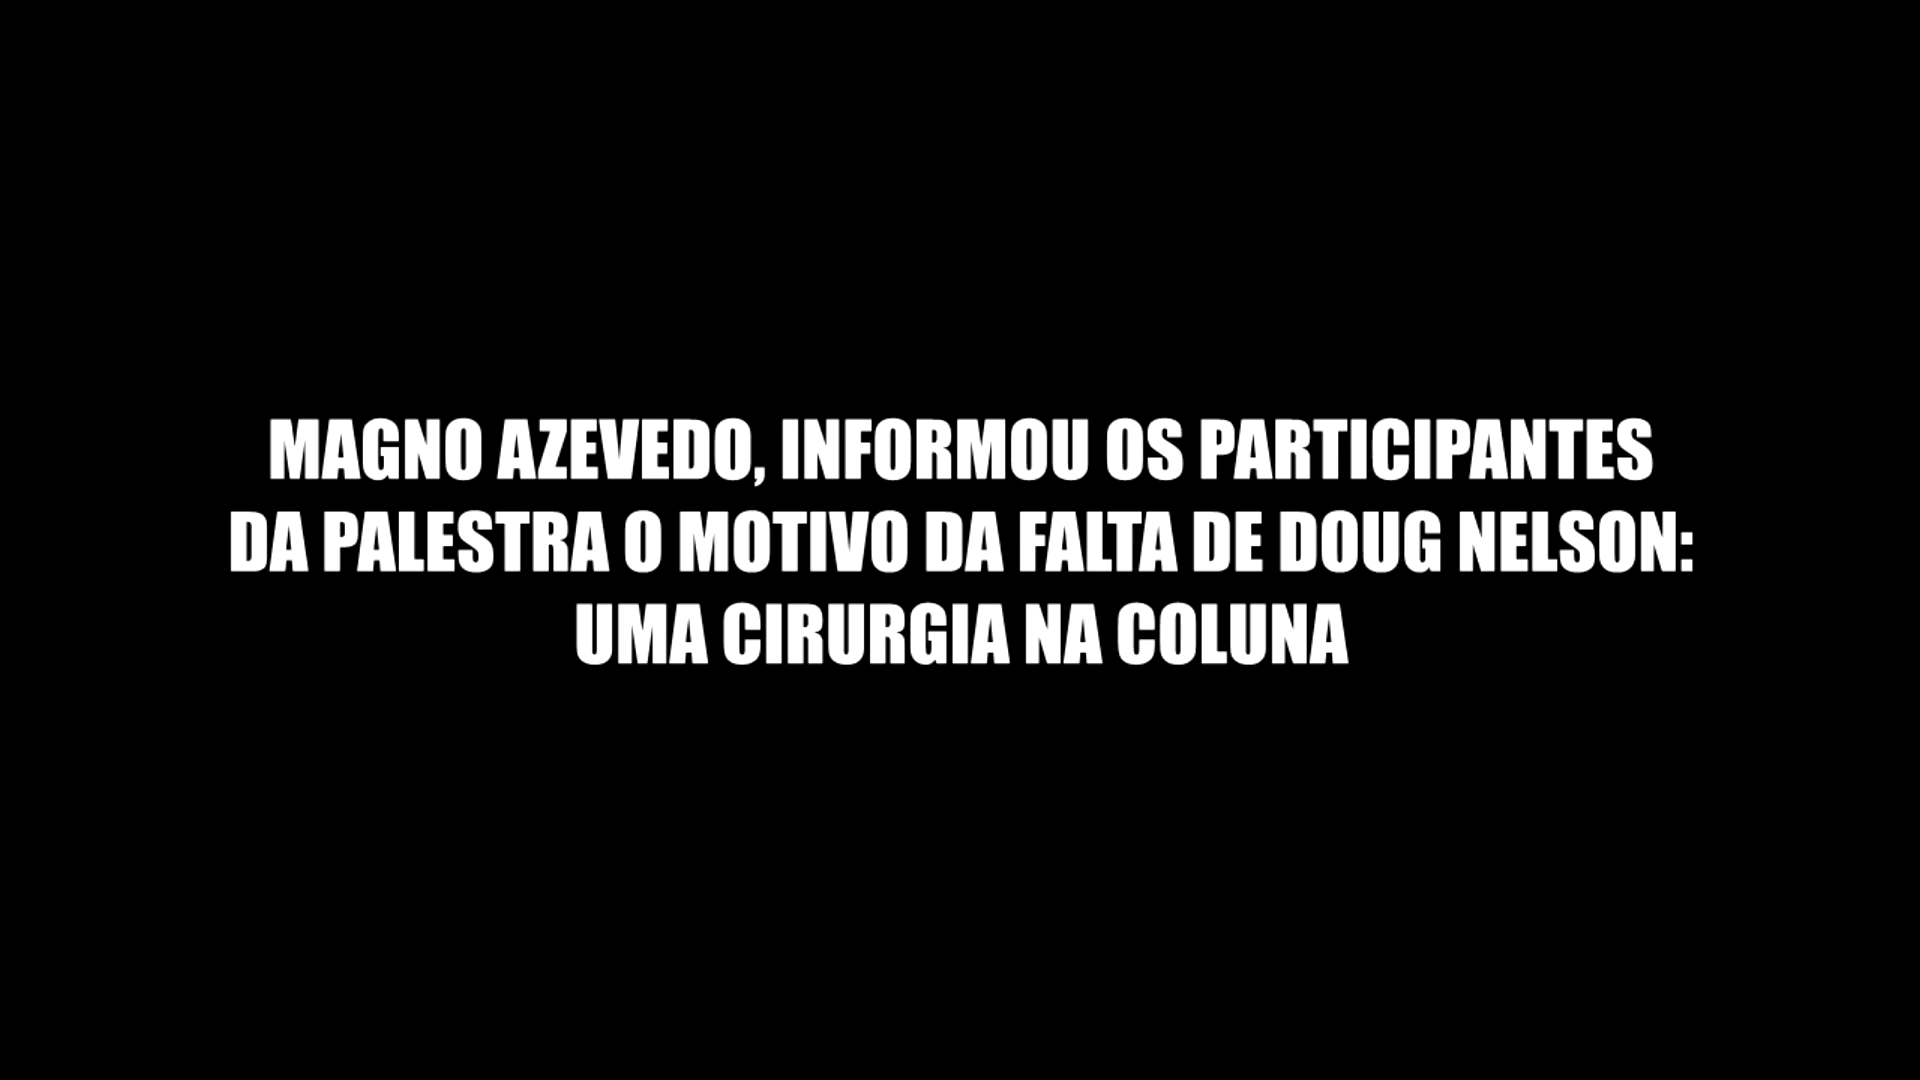 MAGNO AZEVEDO, INFORMOU OS PARTICIPANTES
DA PALESTRA O MOTIVO DA FALTA DE DOUG NELSON:
UMA CIRURGIA NA COLUNA